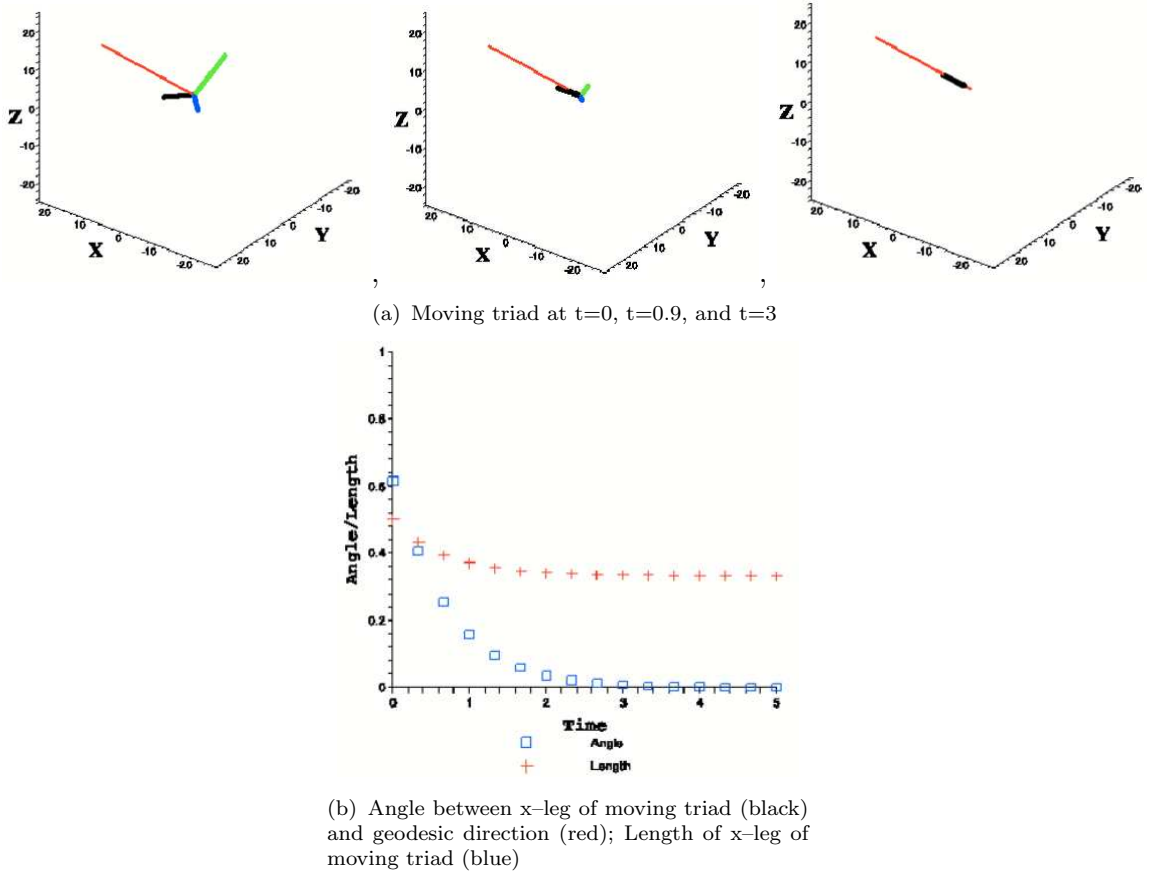 20
10
0
-10
-20
Z
20
10
0
-10
-20
X
20
10
0
-10
-20
Y
,
20
10
0
-10
-20
Z
20
10
0
-10
-20
X
20
10
0
-10
-20
Y
,
20
10
0
-10
-20
Z
20
10
0
-10
-20
X
20
10
0
-10
-20
Y
(a) Moving triad at t=0, t=0.9, and t=3
1
0.8
0.6
0.4
0.2
0
Angle/Length
0 1 2 3 4 5
Time
Angle
Length
(b) Angle between x–leg of moving triad (black)
and geodesic direction (red); Length of x–leg of
moving triad (blue)